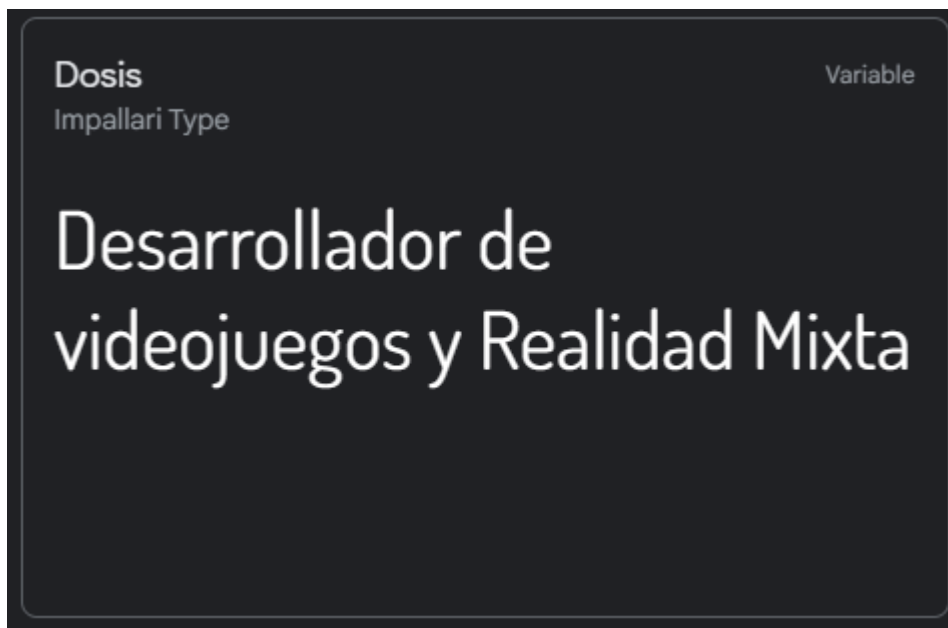 Dosis
Variable
Impallari Type
Desarrollador de
videojuegos y Realidad Mixta